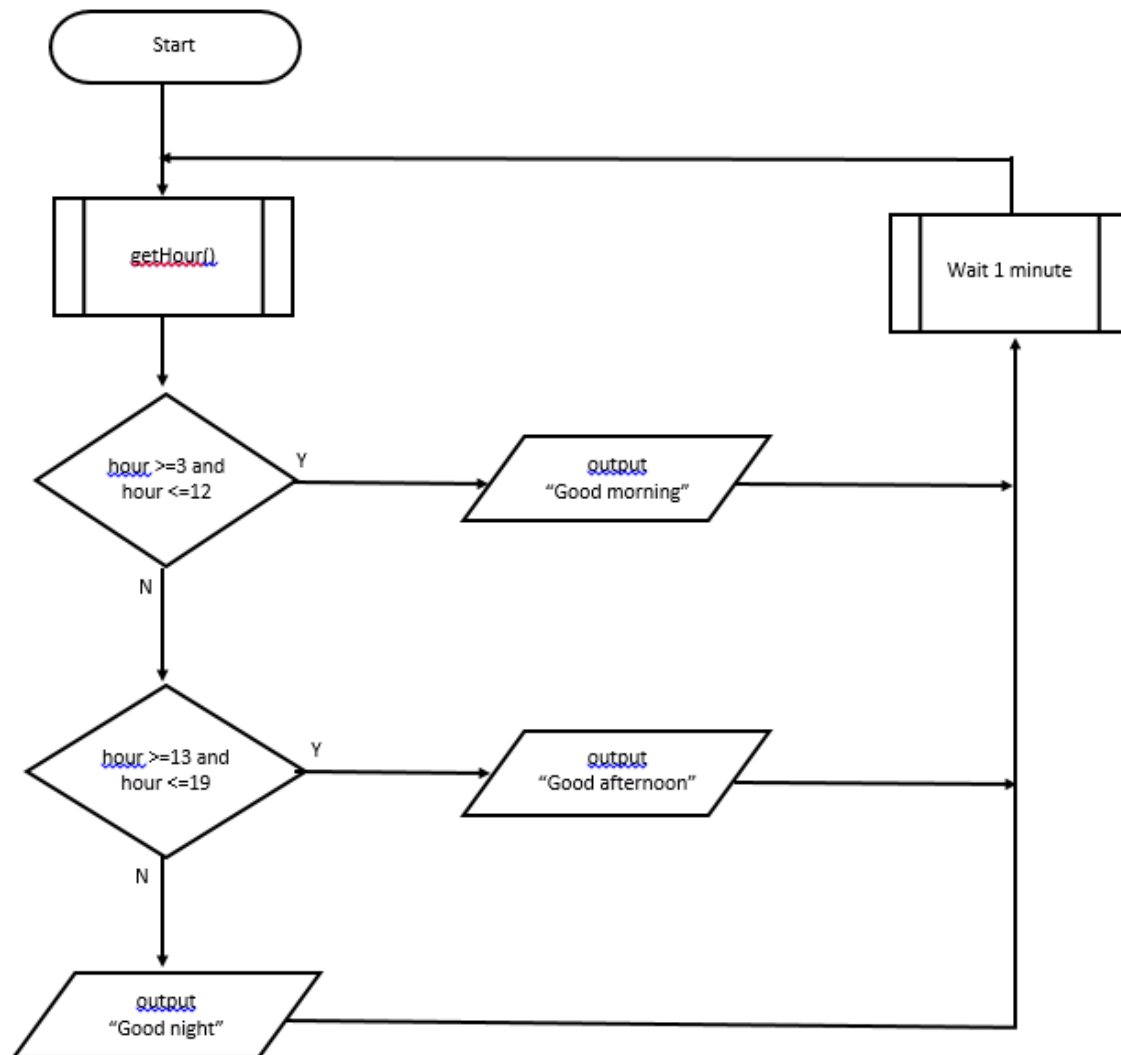 Start
getHour()
Wait 1 minute
hour >=3 and
hour <=12
Y
output
“Good morning”
N
hour >=13 and
hour <=19
Y
output
“Good afternoon”
N
output
“Good night”